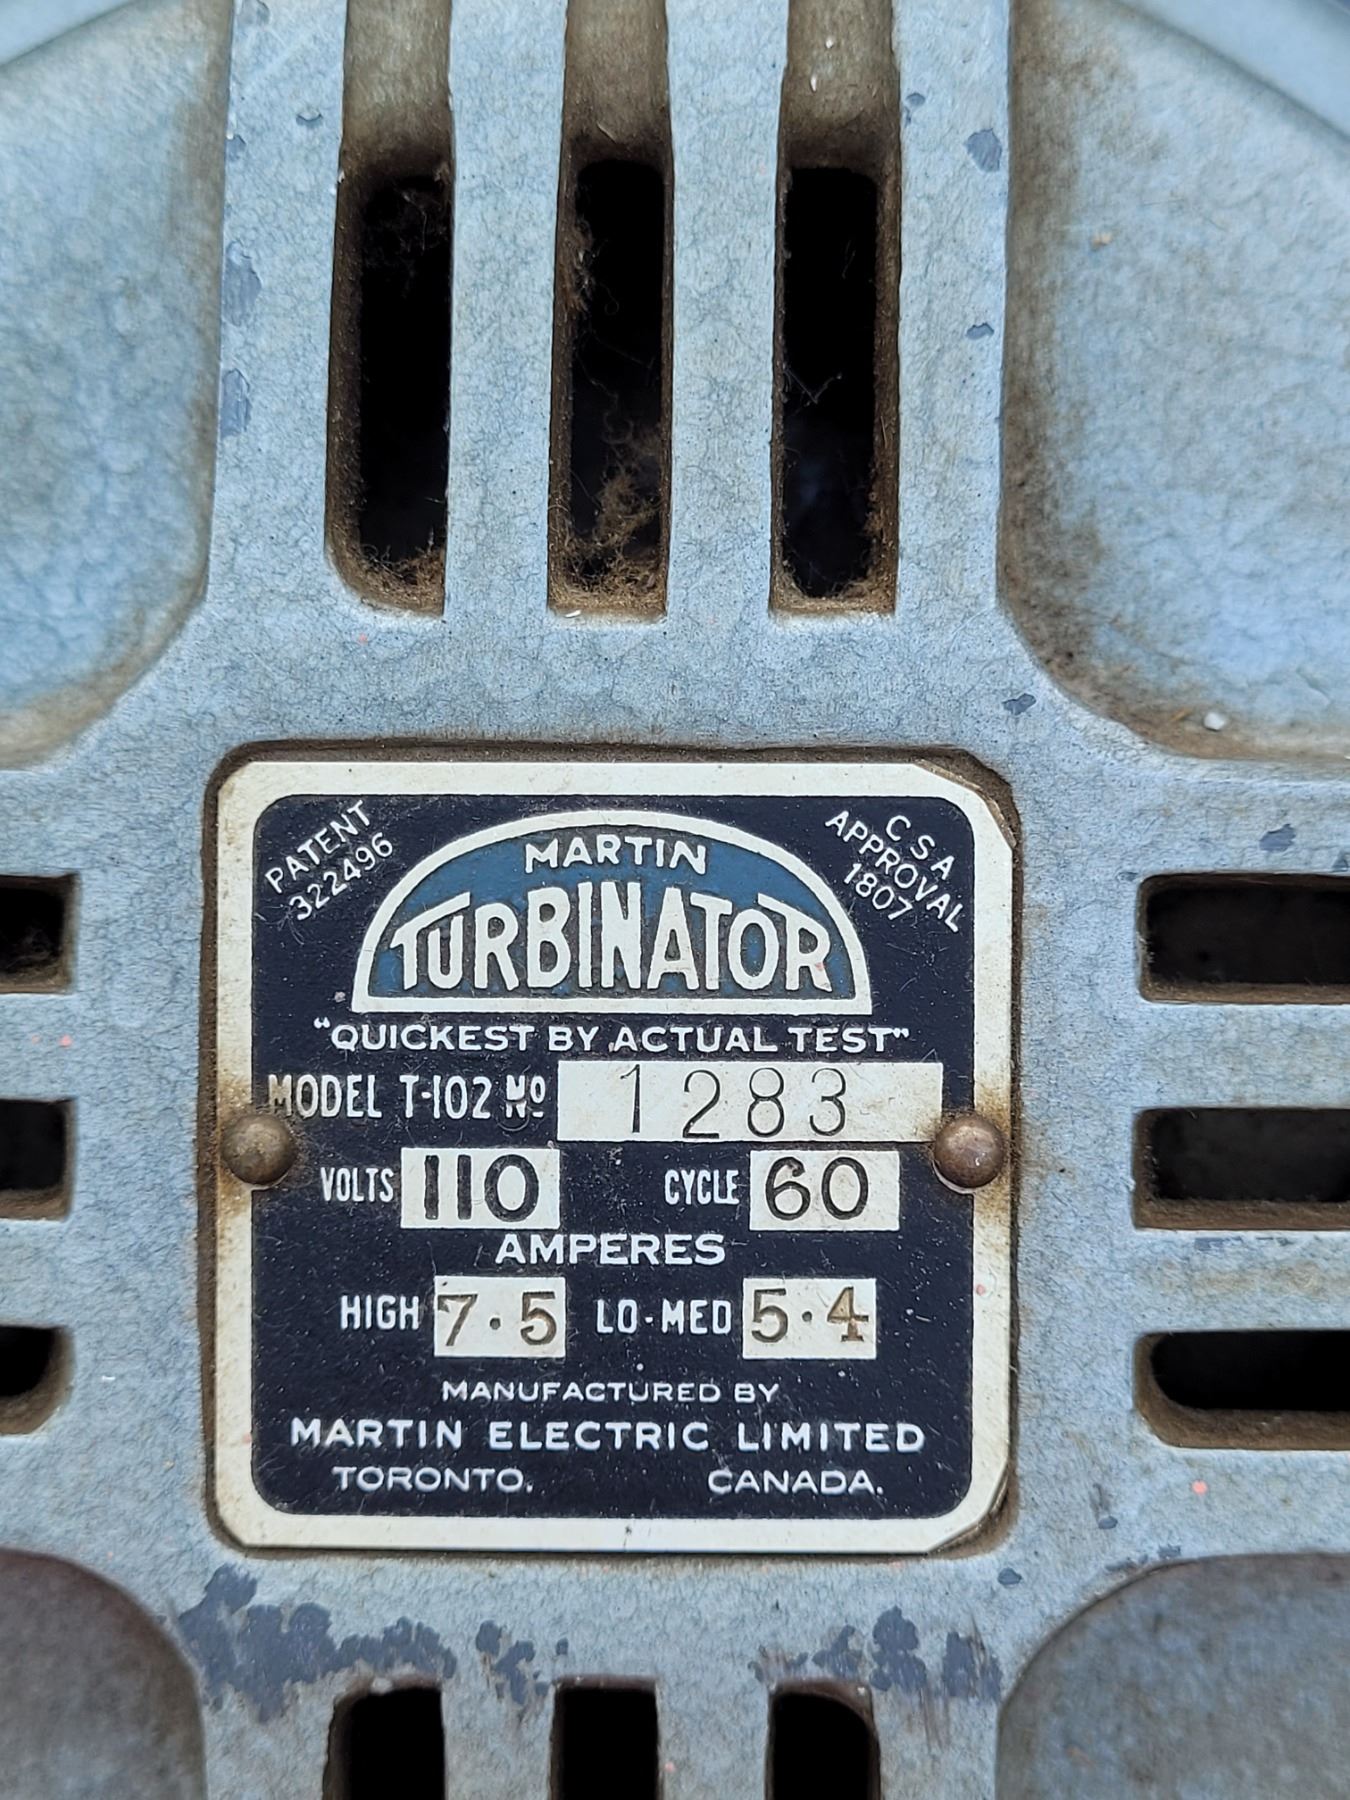 PATENT
322496
C S A
APPROVAL
1807
MARTIN
TURBINATOR
"QUICKEST BY ACTUAL TEST"
MODEL T-102 No 1283
VOLTS 110 CYCLE 60
AMPERES
HIGH 7.5 LO-MED 5.4
MANUFACTURED BY
MARTIN ELECTRIC LIMITED
TORONTO. CANADA.